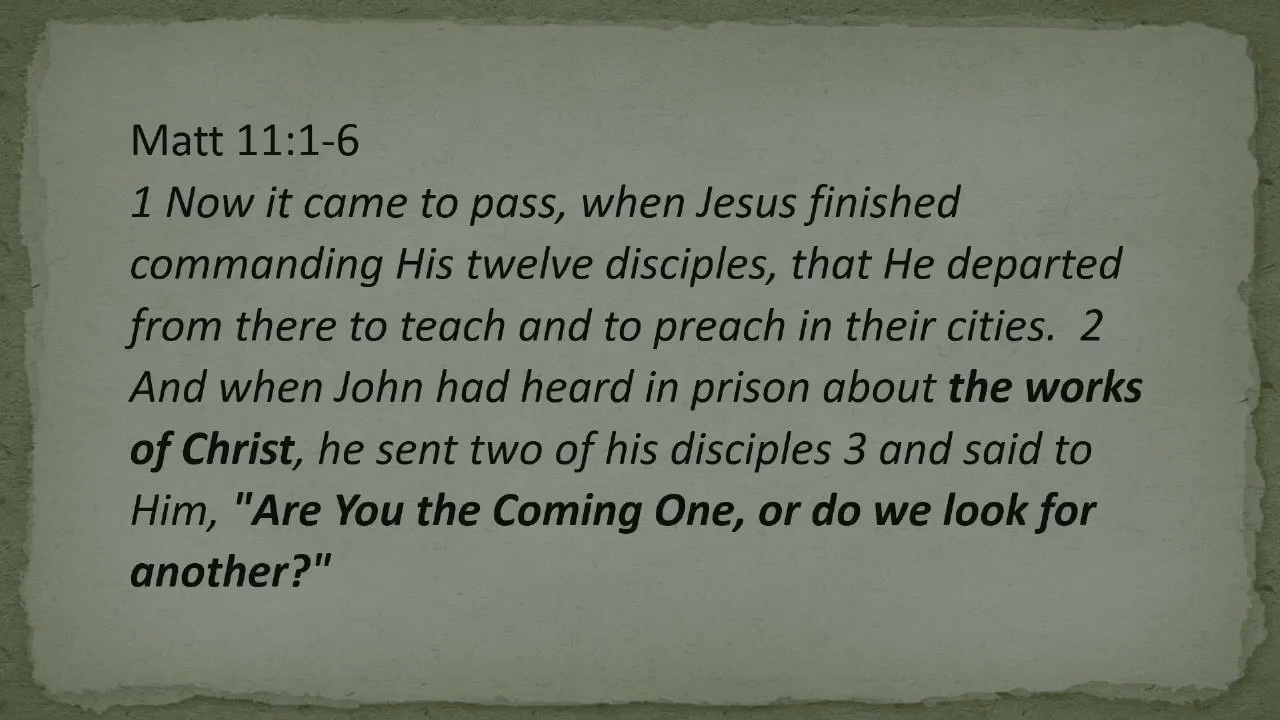 Matt 11:1-6
1 Now it came to pass, when Jesus finished
commanding His twelve disciples, that He departed
from there to teach and to preach in their cities.  2
And when John had heard in prison about the works
of Christ, he sent two of his disciples 3 and said to
Him, "Are You the Coming One, or do we look for
another?"